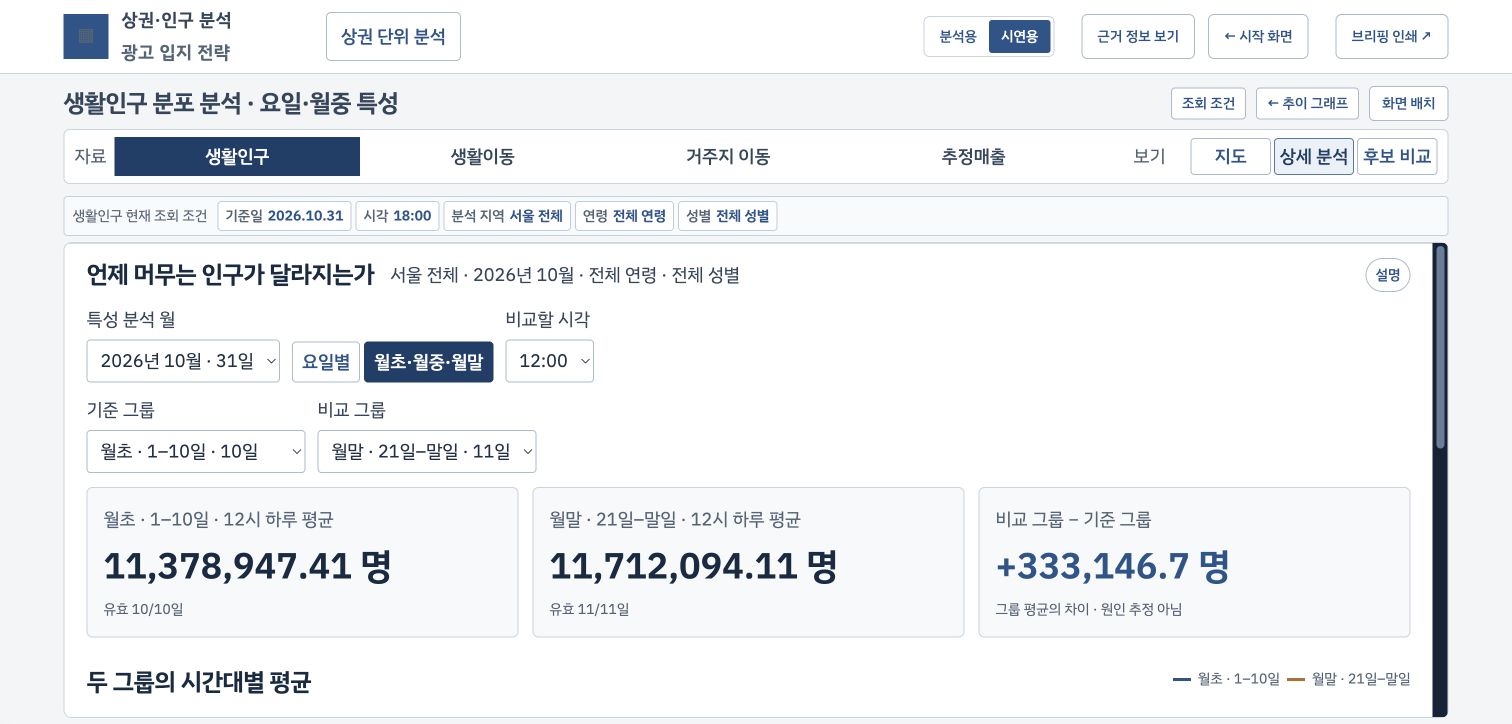 상권·인구 분석
광고 입지 전략
상권 단위 분석
분석용 시연용
근거 정보 보기
← 시작 화면
브리핑 인쇄 ↗
생활인구 분포 분석 · 요일·월중 특성
조회 조건
← 추이 그래프
화면 배치
자료 생활인구 생활이동 거주지 이동 추정매출 보기 지도 상세 분석 후보 비교
생활인구 현재 조회 조건 기준일 2026.10.31 시각 18:00 분석 지역 서울 전체 연령 전체 연령 성별 전체 성별
언제 머무는 인구가 달라지는가 서울 전체 · 2026년 10월 · 전체 연령 · 전체 성별 설명
특성 분석 월 비교할 시각
2026년 10월 · 31일 요일별 월초·월중·월말 12:00
기준 그룹 비교 그룹
월초 · 1–10일 · 10일 월말 · 21일–말일 · 11일
월초 · 1–10일 · 12시 하루 평균
11,378,947.41 명
유효 10/10일
월말 · 21일–말일 · 12시 하루 평균
11,712,094.11 명
유효 11/11일
비교 그룹 − 기준 그룹
+333,146.7 명
그룹 평균의 차이 · 원인 추정 아님
두 그룹의 시간대별 평균 월초 · 1–10일 월말 · 21일–말일